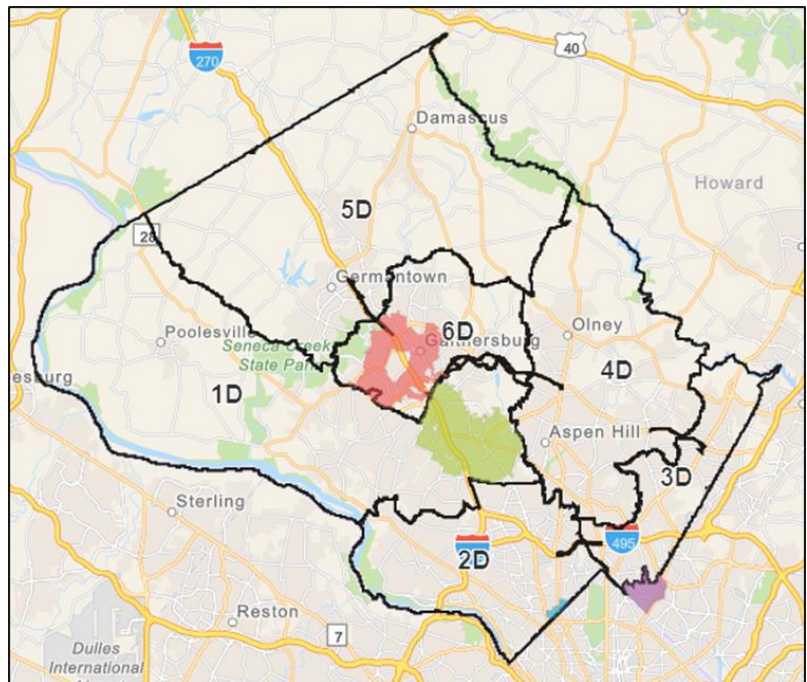 270
40
Damascus
Howard
5D
28
Germantown
6D
Olney
Poolesvill
Gaithersburg
Seneca Creek
State Park
4D
esburg
1D
Aspen Hill
3D
Sterling
495
2D
Reston
7
Dulles
International